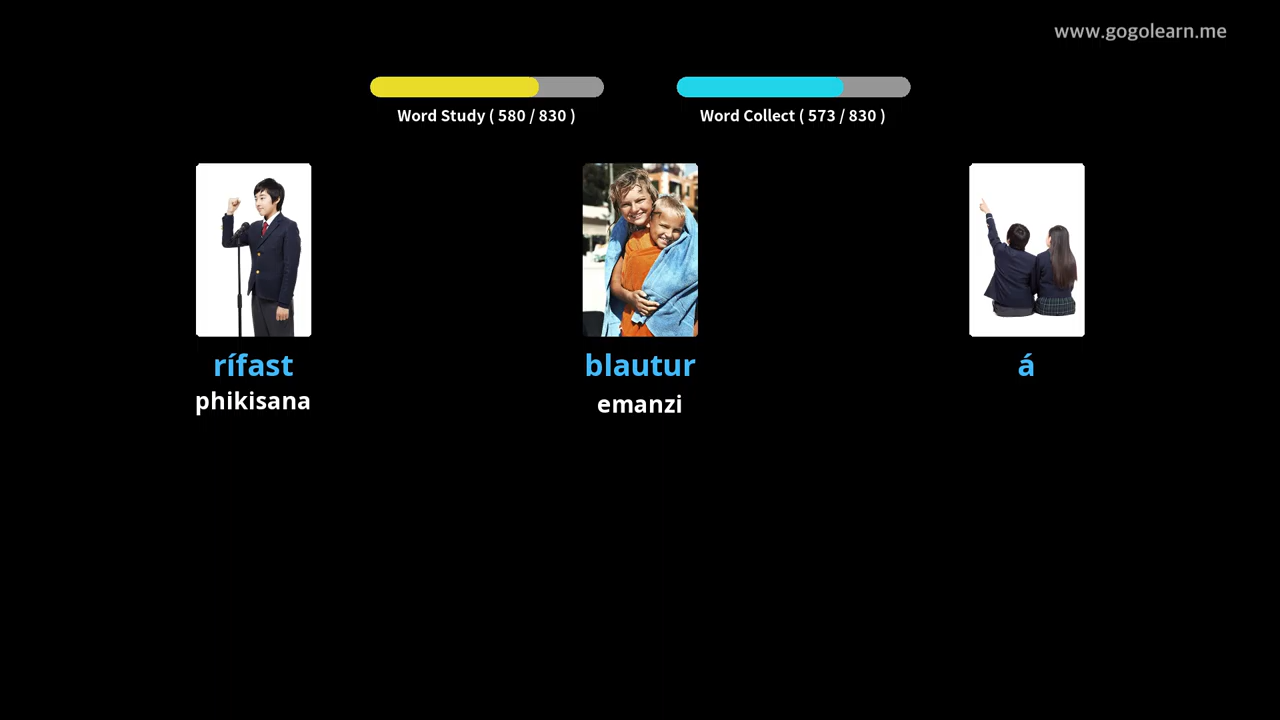 www.gogolearn.me
Word Study ( 580 / 830 )
Word Collect ( 573 / 830 )
rífast
phikisana
blautur
emanzi
á